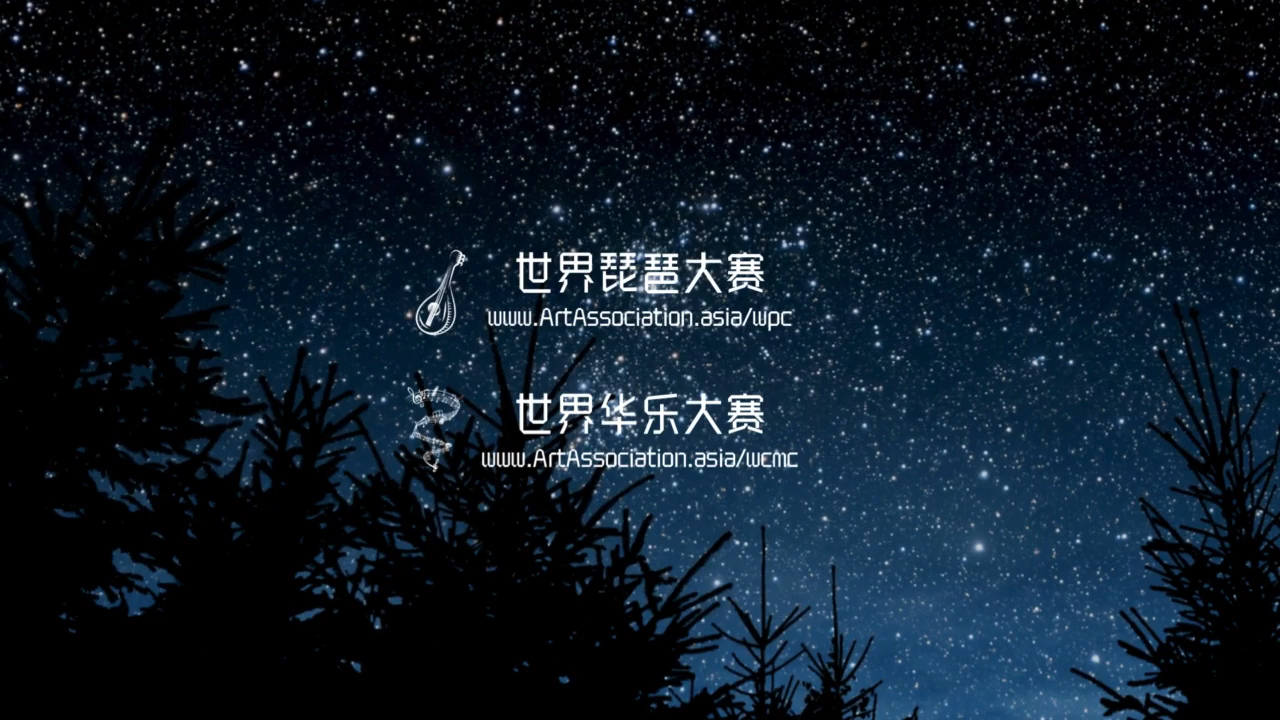 世界琵琶大赛
www.ArtAssociation.asia/wpc
世界华乐大赛
www.ArtAssociation.asia/wcmc